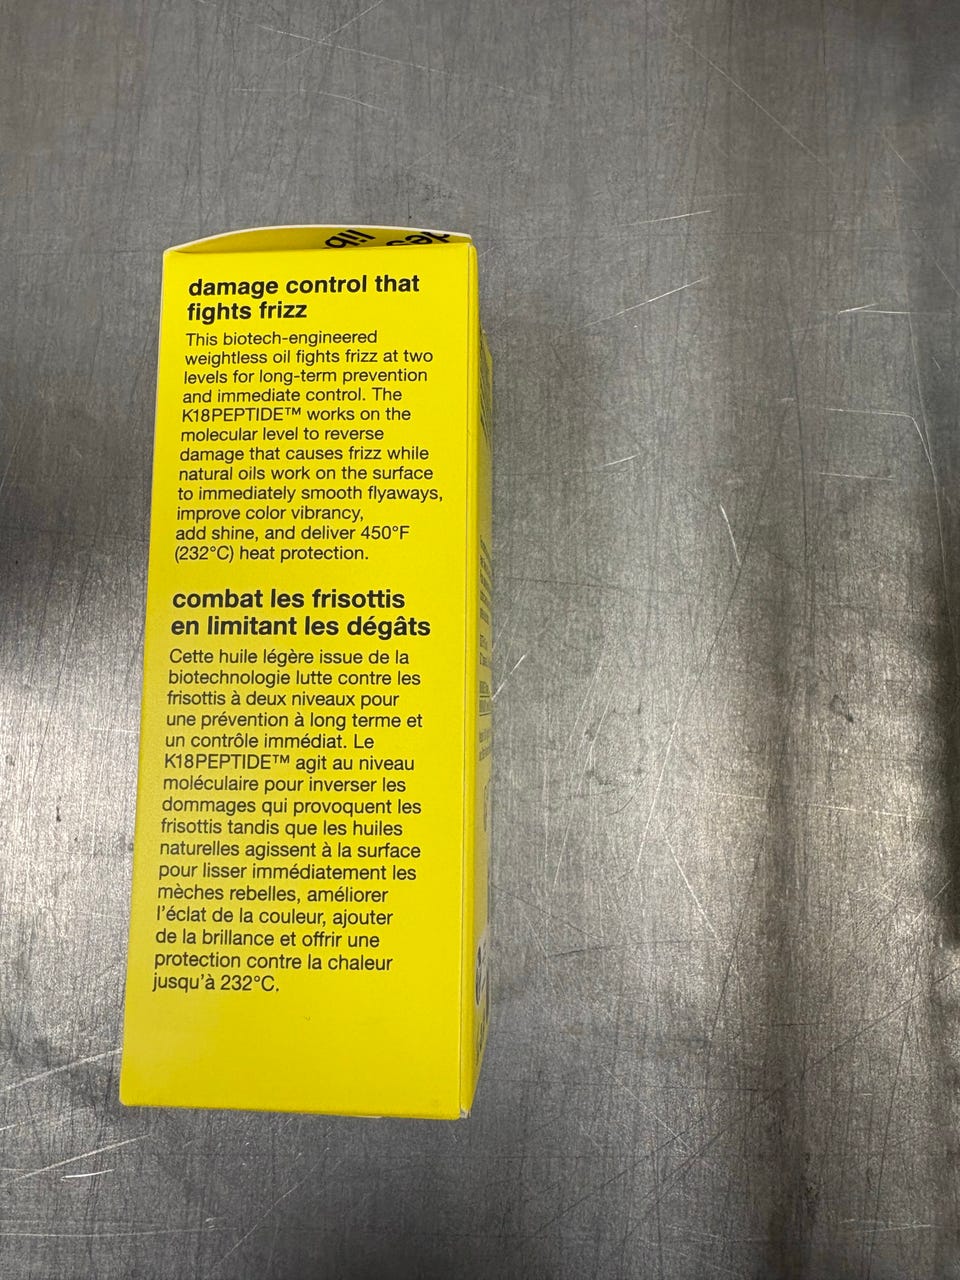 damage control that
fights frizz
This biotech-engineered
weightless oil fights frizz at two
levels for long-term prevention
and immediate control. The
K18PEPTIDE™ works on the
molecular level to reverse
damage that causes frizz while
natural oils work on the surface
to immediately smooth flyaways,
improve color vibrancy,
add shine, and deliver 450°F
(232°C) heat protection.
combat les frisottis
en limitant les dégâts
Cette huile légère issue de la
biotechnologie lutte contre les
frisottis à deux niveaux pour
une prévention à long terme et
un contrôle immédiat. Le
K18PEPTIDE™ agit au niveau
moléculaire pour inverser les
dommages qui provoquent les
frisottis tandis que les huiles
naturelles agissent à la surface
pour lisser immédiatement les
mèches rebelles, améliorer
l'éclat de la couleur, ajouter
de la brillance et offrir une
protection contre la chaleur
jusqu'à 232°C.